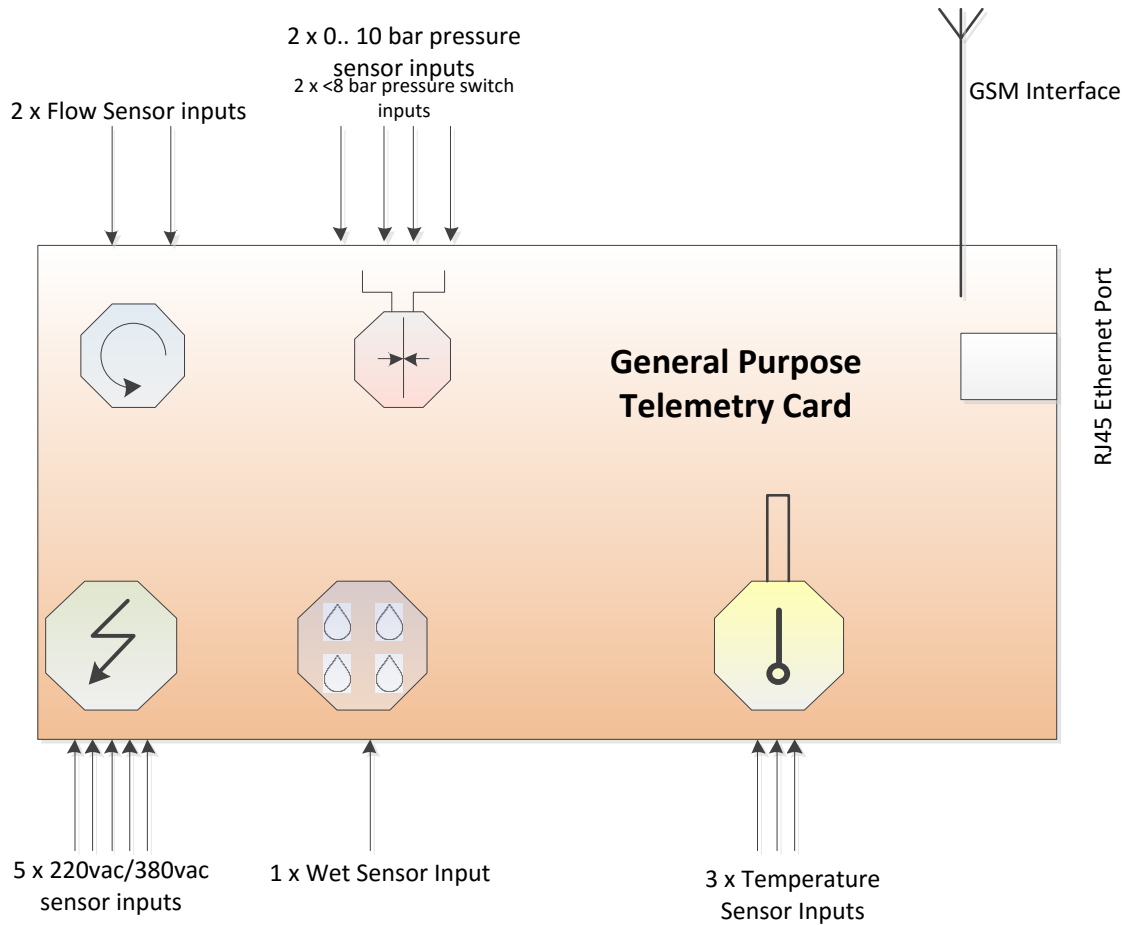 2 x 0.. 10 bar pressure
sensor inputs
2 x <8 bar pressure switch
inputs
2 x Flow Sensor inputs
GSM Interface
RJ45 Ethernet Port
General Purpose
Telemetry Card
5 x 220vac/380vac
sensor inputs
1 x Wet Sensor Input
3 x Temperature
Sensor Inputs